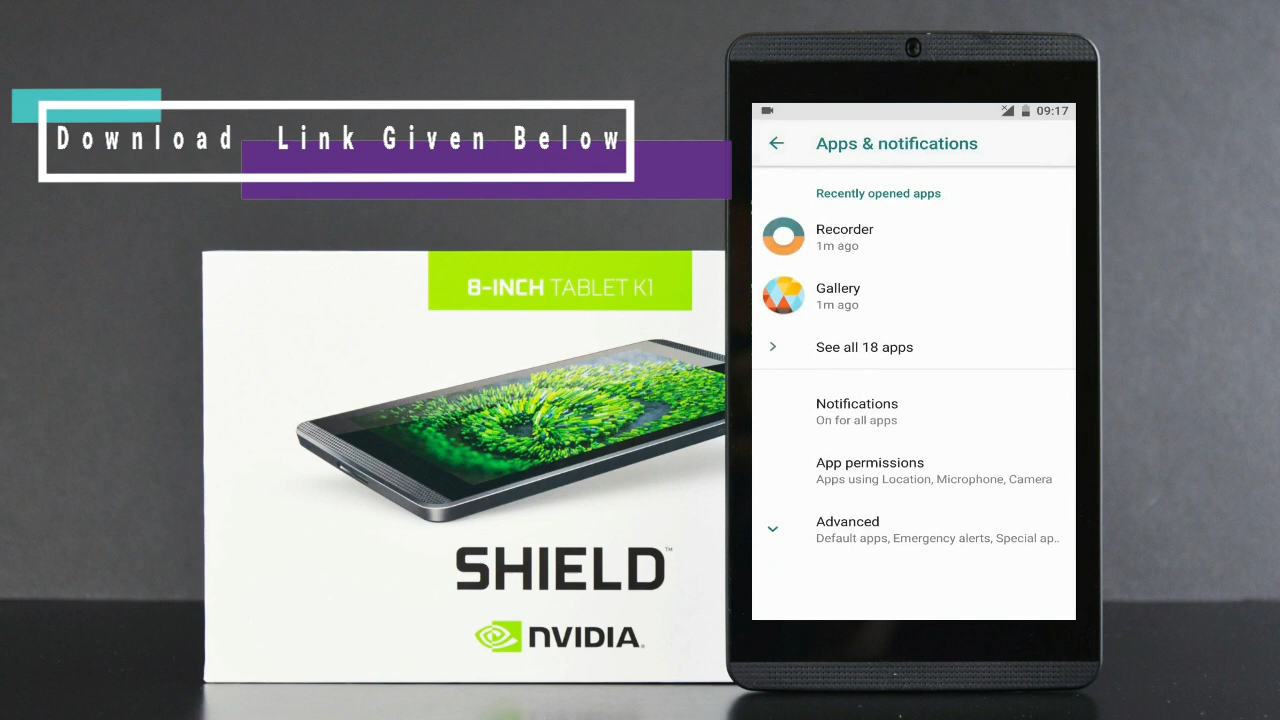 Download Link Given Below
8-INCH TABLET K1
SHIELD™
NVIDIA.
09:17
Apps & notifications
Recently opened apps
Recorder
1m ago
Gallery
1m ago
See all 18 apps
Notifications
On for all apps
App permissions
Apps using Location, Microphone, Camera
Advanced
Default apps, Emergency alerts, Special ap..